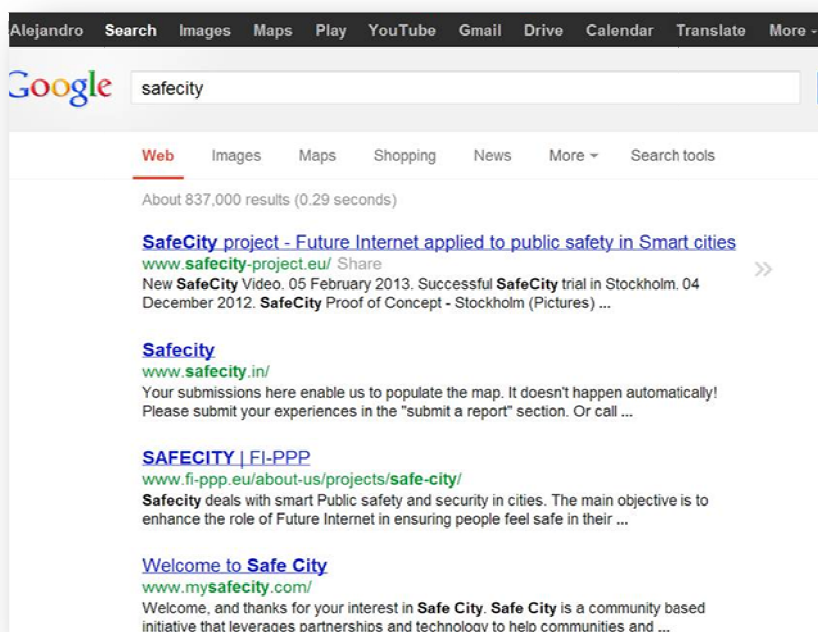 Alejandro Search Images Maps Play YouTube Gmail Drive Calendar Translate More
Google safecity
Web Images Maps Shopping News More Search tools
About 837,000 results (0.29 seconds)
SafeCity project - Future Internet applied to public safety in Smart cities
www.safecity-project.eu/ Share
New SafeCity Video. 05 February 2013. Successful SafeCity trial in Stockholm. 04
December 2012. SafeCity Proof of Concept - Stockholm (Pictures) ...
Safecity
www.safecity.in/
Your submissions here enable us to populate the map. It doesn't happen automatically!
Please submit your experiences in the "submit a report" section. Or call ...
SAFECITY | FI-PPP
www.fi-ppp.eu/about-us/projects/safe-city/
Safecity deals with smart Public safety and security in cities. The main objective is to
enhance the role of Future Internet in ensuring people feel safe in their ...
Welcome to Safe City
www.mysafecity.com/
Welcome, and thanks for your interest in Safe City. Safe City is a community based
initiative that leverages partnerships and technology to help communities and ...